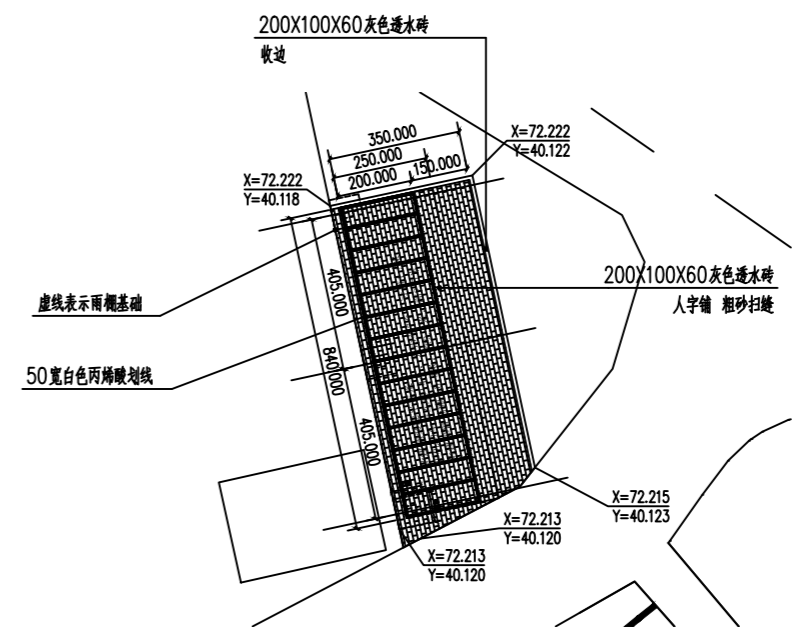 200X100X60灰色透水砖
收边
350.000
250.000
200.000
150.000
X=72.222
Y=40.122
X=72.222
Y=40.118
200X100X60灰色透水砖
人字铺 粗砂扫缝
虚线表示雨棚基础
50宽白色丙烯酸划线
405.000
840.000
405.000
X=72.215
Y=40.123
X=72.213
Y=40.120
X=72.213
Y=40.120